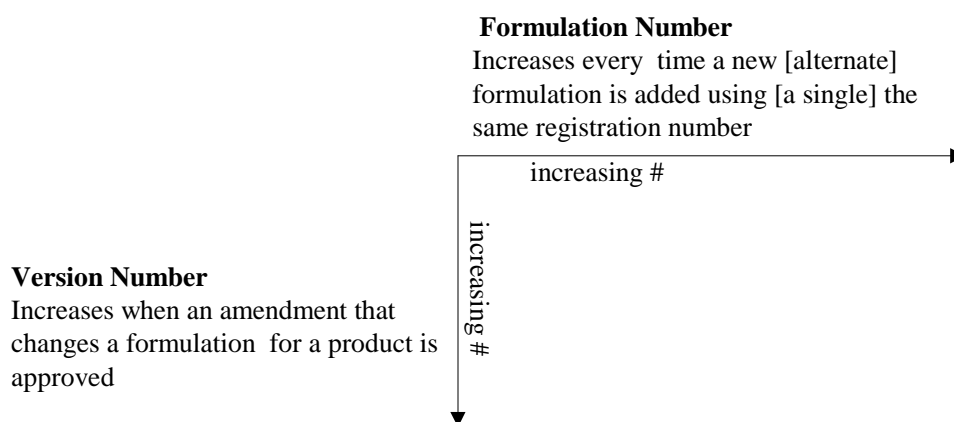 Formulation Number
Increases every  time a new [alternate]
formulation is added using [a single] the
same registration number
increasing #
increasing #
Version Number
Increases when an amendment that
changes a formulation  for a product is
approved